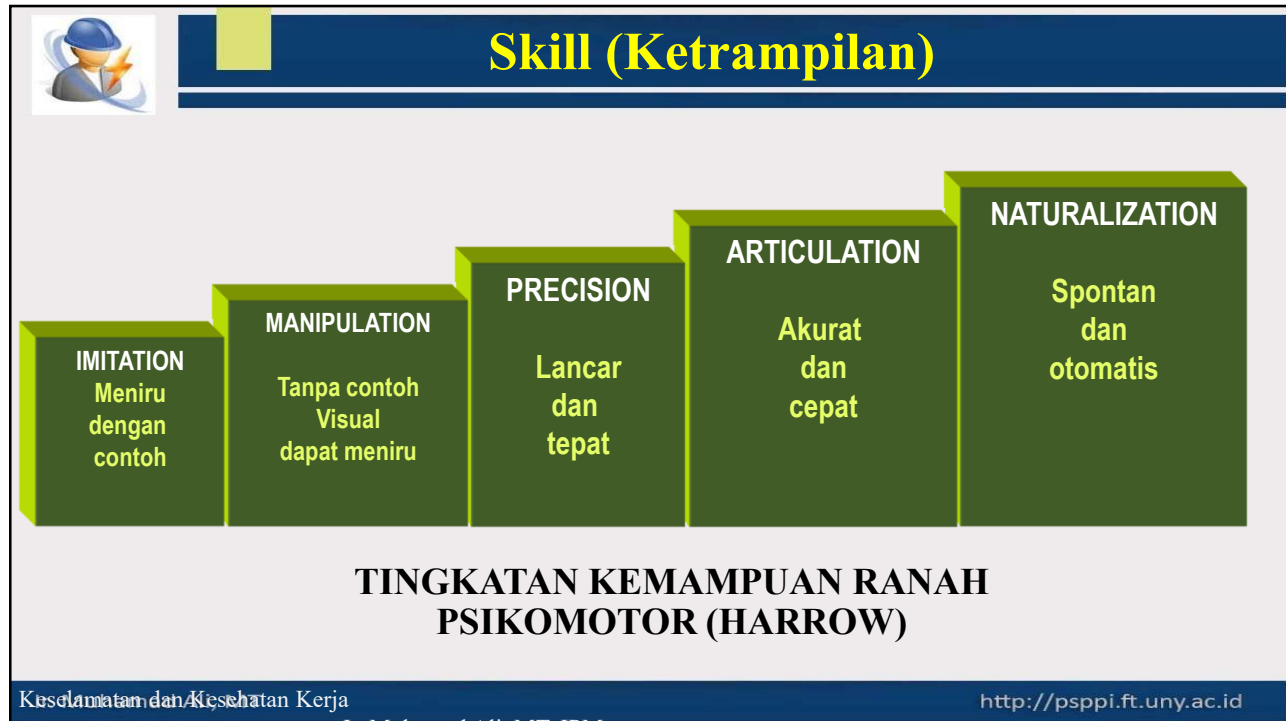 Skill (Ketrampilan)
IMITATION
Meniru
dengan
contoh
MANIPULATION
Tanpa contoh
Visual
dapat meniru
PRECISION
Lancar
dan
tepat
ARTICULATION
Akurat
dan
cepat
NATURALIZATION
Spontan
dan
otomatis
TINGKATAN KEMAMPUAN RANAH
PSIKOMOTOR (HARROW)
Keselamatan dan Kesehatan Kerja
http://psppi.ft.uny.ac.id